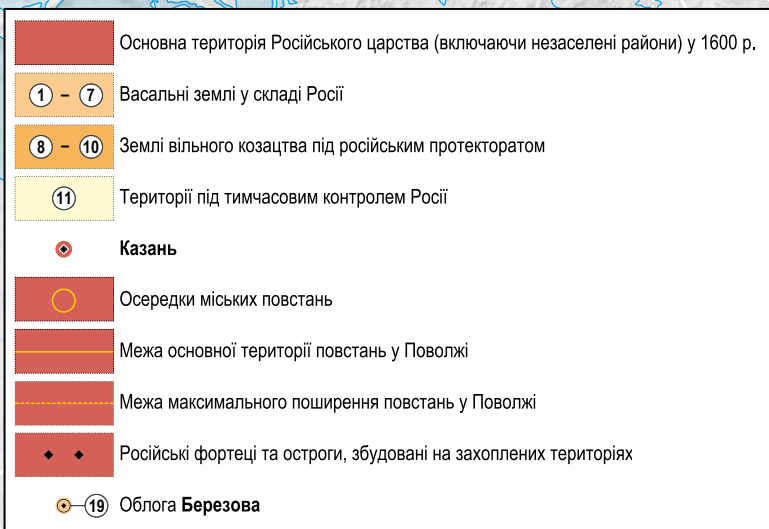 Основна територія Російського царства (включаючи незаселені райони) у 1600 р.
1 – 7 Васальні землі у складі Росії
8 – 10 Землі вільного козацтва під російським протекторатом
11 Території під тимчасовим контролем Росії
Казань
Осередки міських повстань
Межа основної території повстань у Поволжі
Межа максимального поширення повстань у Поволжі
Російські фортеці та остроги, збудовані на захоплених територіях
19 Облога Березова